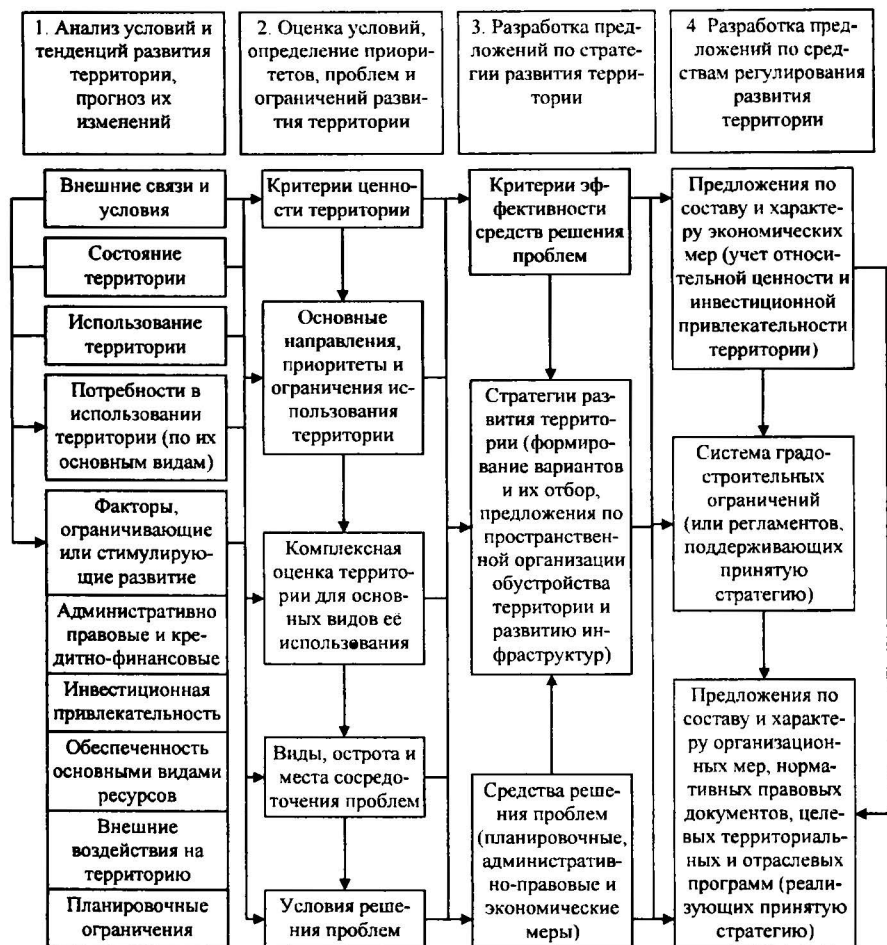 1. Анализ условий и
тенденций развития
территории,
прогноз их
изменений
2. Оценка условий,
определение приори-
тетов, проблем и
ограничений разви-
тия территории
3. Разработка пред-
ложений по страте-
гии развития терри-
тории
4 Разработка пред-
ложений по сред-
ствам регулирования
развития
территории
Внешние связи и
условия
Состояние
территории
Использование
территории
Потребности в
использовании
территории (по их
основным видам)
Факторы,
ограничивающие
или стимулирую-
щие развитие
Административно
правовые и кре-
дитно-финансовые
Инвестиционная
привлекательность
Обеспеченность
основными видами
ресурсов
Внешние
воздействия на
территорию
Планировочные
ограничения
Критерии ценно-
сти территории
Основные
направления,
приоритеты и
ограничения ис-
пользования
территории
Комплексная
оценка террито-
рии для основ-
ных видов её
использования
Виды, острота и
места сосредо-
точения проблем
Условия реше-
ния проблем
Критерии эф-
фективности
средств решения
проблем
Стратегии раз-
вития террито-
рии (формиро-
вание вариантов
и их отбор,
предложения по
пространствен-
ной организации
обустройства
территории и
развитию ин-
фраструктур)
Средства реше-
ния проблем
(планировочные,
административ-
но-правовые и
экономические
меры)
Предложения по
составу и характе-
ру экономических
мер (учет относи-
тельной ценности и
инвестиционной
привлекательности
территории)
Система градо-
строительных
ограничений
(или регламентов,
поддерживающих
принятую
стратегию)
Предложения по
составу и характе-
ру организацион-
ных мер, норма-
тивных правовых
документов, целе-
вых территориаль-
ных и отраслевых
программ (реали-
зующих принятую
стратегию)